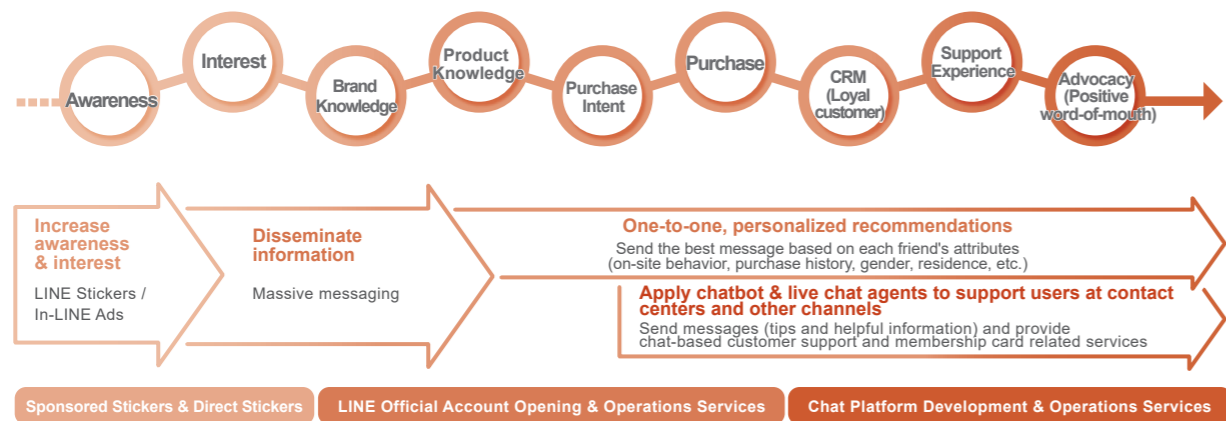 Awareness
Interest
Brand
Knowledge
Product
Knowledge
Purchase
Intent
Purchase
CRM
(Loyal
customer)
Support
Experience
Advocacy
(Positive
word-of-mouth)
Increase
awareness
& interest
LINE Stickers /
In-LINE Ads
Disseminate
information
Massive messaging
One-to-one, personalized recommendations
Send the best message based on each friend's attributes
(on-site behavior, purchase history, gender, residence, etc.)
Apply chatbot & live chat agents to support users at contact
centers and other channels
Send messages (tips and helpful information) and provide
chat-based customer support and membership card related services
Sponsored Stickers & Direct Stickers
LINE Official Account Opening & Operations Services
Chat Platform Development & Operations Services